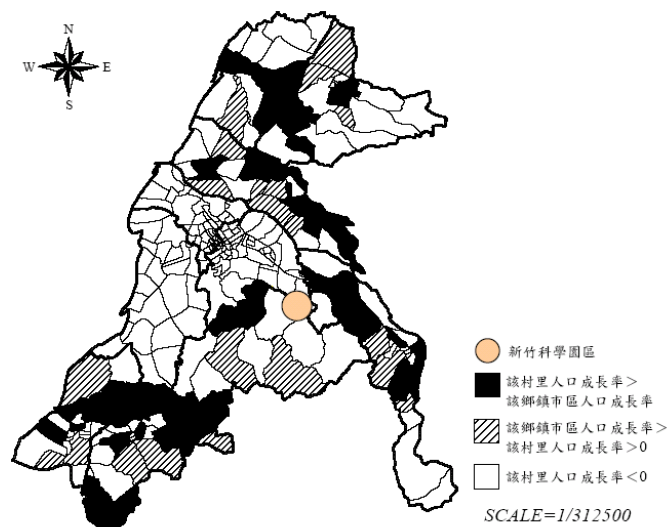 N
W E
S
新竹科學園區
該村里人口成長率>
該鄉鎮市區人口成長率
該鄉鎮市區人口成長率>
該村里人口成長率>0
該村里人口成長率<0
SCALE=1/312500